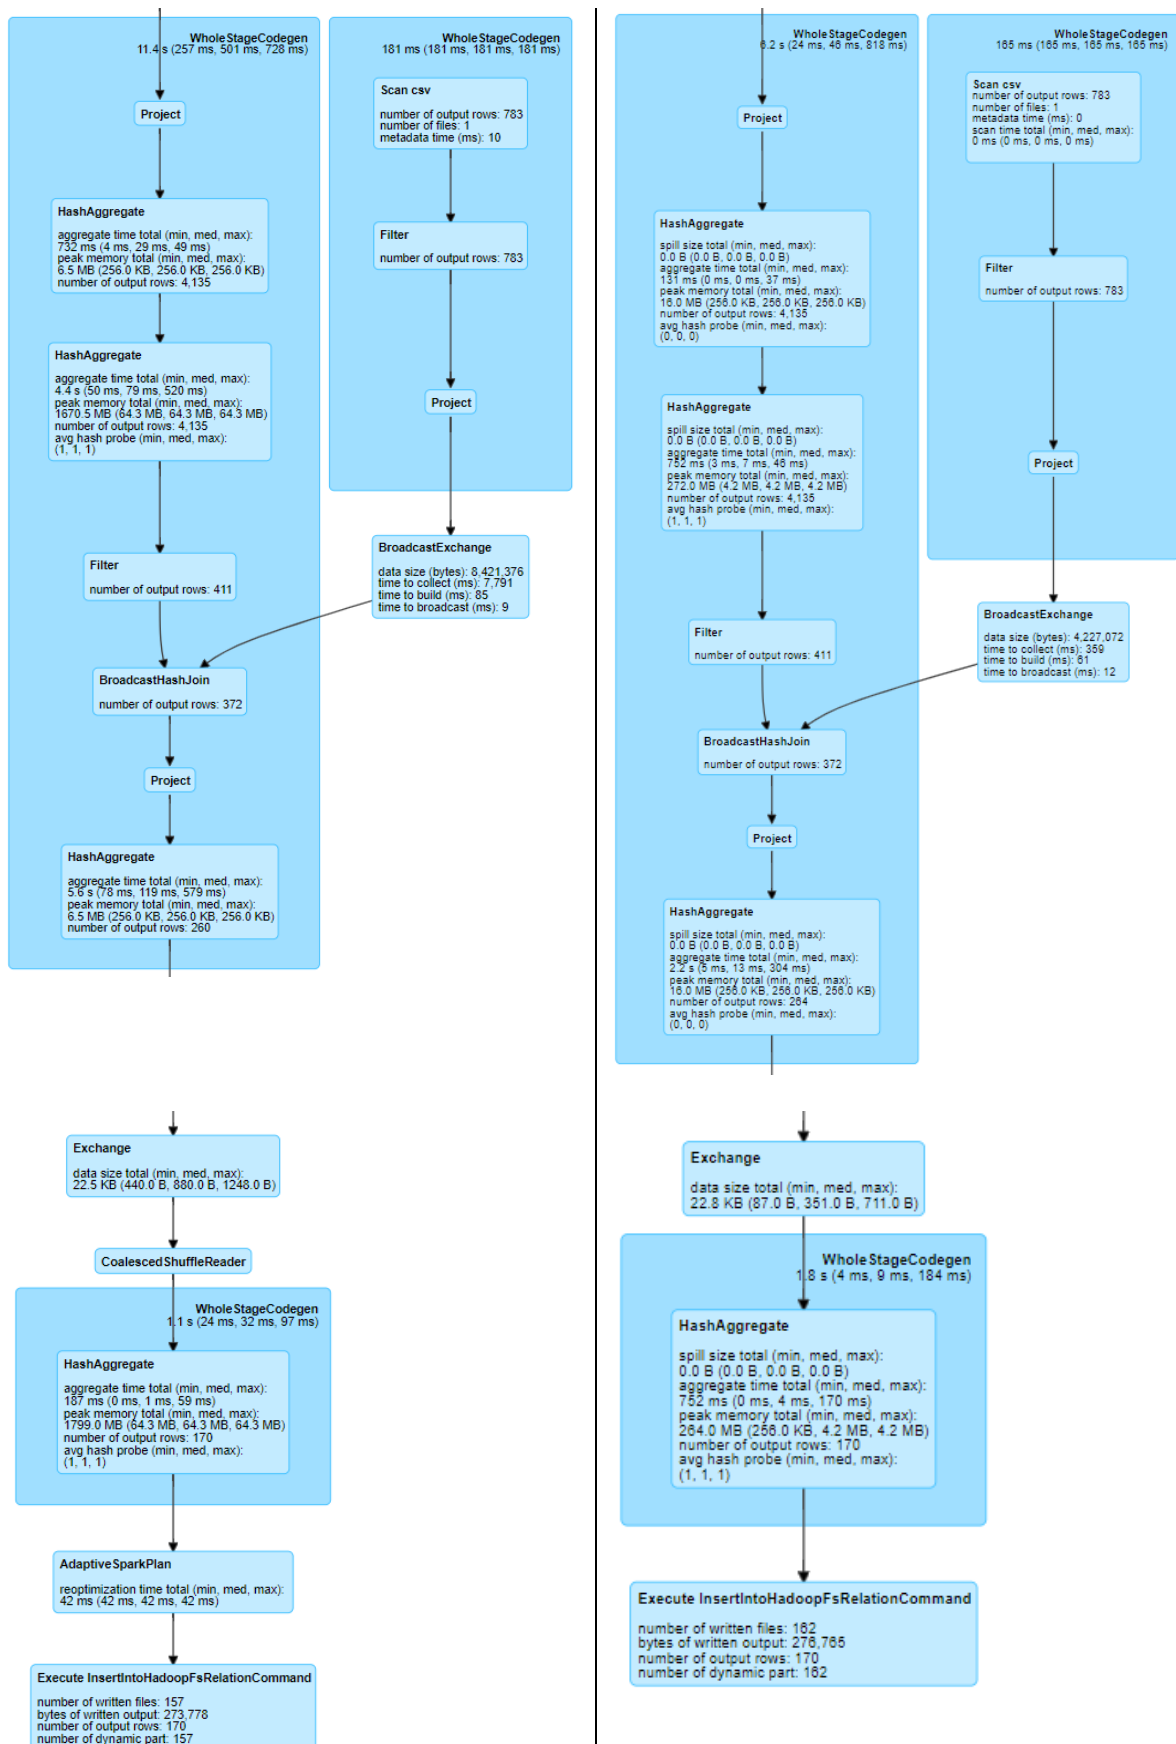 WholeStageCodegen
11.4 s (257 ms, 501 ms, 728 ms)
Project
HashAggregate
aggregate time total (min, med, max):
732 ms (4 ms, 29 ms, 49 ms)
peak memory total (min, med, max):
6.5 MB (256.0 KB, 256.0 KB, 256.0 KB)
number of output rows: 4,135
HashAggregate
aggregate time total (min, med, max):
4.4 s (50 ms, 79 ms, 520 ms)
peak memory total (min, med, max):
1670.5 MB (64.3 MB, 64.3 MB, 64.3 MB)
number of output rows: 4,135
avg hash probe (min, med, max):
(1, 1, 1)
Filter
number of output rows: 411
BroadcastHashJoin
number of output rows: 372
Project
HashAggregate
aggregate time total (min, med, max):
5.6 s (78 ms, 119 ms, 579 ms)
peak memory total (min, med, max):
6.5 MB (256.0 KB, 256.0 KB, 256.0 KB)
number of output rows: 260
WholeStageCodegen
181 ms (181 ms, 181 ms, 181 ms)
Scan csv
number of output rows: 783
number of files: 1
metadata time (ms): 10
Filter
number of output rows: 783
Project
BroadcastExchange
data size (bytes): 8,421,376
time to collect (ms): 7,791
time to build (ms): 85
time to broadcast (ms): 9
Exchange
data size total (min, med, max):
22.5 KB (440.0 B, 880.0 B, 1248.0 B)
CoalescedShuffleReader
WholeStageCodegen
1.1 s (24 ms, 32 ms, 97 ms)
HashAggregate
aggregate time total (min, med, max):
187 ms (0 ms, 1 ms, 59 ms)
peak memory total (min, med, max):
1799.0 MB (64.3 MB, 64.3 MB, 64.3 MB)
number of output rows: 170
avg hash probe (min, med, max):
(1, 1, 1)
AdaptiveSparkPlan
reoptimization time total (min, med, max):
42 ms (42 ms, 42 ms, 42 ms)
Execute InsertIntoHadoopFsRelationCommand
number of written files: 157
bytes of written output: 273,778
number of output rows: 170
number of dynamic part: 157
WholeStageCodegen
6.2 s (24 ms, 46 ms, 818 ms)
Project
HashAggregate
spill size total (min, med, max):
0.0 B (0.0 B, 0.0 B, 0.0 B)
aggregate time total (min, med, max):
131 ms (0 ms, 0 ms, 37 ms)
peak memory total (min, med, max):
16.0 MB (256.0 KB, 256.0 KB, 256.0 KB)
number of output rows: 4,135
avg hash probe (min, med, max):
(0, 0, 0)
HashAggregate
spill size total (min, med, max):
0.0 B (0.0 B, 0.0 B, 0.0 B)
aggregate time total (min, med, max):
752 ms (3 ms, 7 ms, 46 ms)
peak memory total (min, med, max):
272.0 MB (4.2 MB, 4.2 MB, 4.2 MB)
number of output rows: 4,135
avg hash probe (min, med, max):
(1, 1, 1)
Filter
number of output rows: 411
BroadcastHashJoin
number of output rows: 372
Project
HashAggregate
spill size total (min, med, max):
0.0 B (0.0 B, 0.0 B, 0.0 B)
aggregate time total (min, med, max):
2.2 s (5 ms, 13 ms, 304 ms)
peak memory total (min, med, max):
16.0 MB (256.0 KB, 256.0 KB, 256.0 KB)
number of output rows: 264
avg hash probe (min, med, max):
(0, 0, 0)
WholeStageCodegen
165 ms (165 ms, 165 ms, 165 ms)
Scan csv
number of output rows: 783
number of files: 1
metadata time (ms): 0
scan time total (min, med, max):
0 ms (0 ms, 0 ms, 0 ms)
Filter
number of output rows: 783
Project
BroadcastExchange
data size (bytes): 4,227,072
time to collect (ms): 359
time to build (ms): 61
time to broadcast (ms): 12
Exchange
data size total (min, med, max):
22.8 KB (87.0 B, 351.0 B, 711.0 B)
WholeStageCodegen
1.8 s (4 ms, 9 ms, 184 ms)
HashAggregate
spill size total (min, med, max):
0.0 B (0.0 B, 0.0 B, 0.0 B)
aggregate time total (min, med, max):
752 ms (0 ms, 4 ms, 170 ms)
peak memory total (min, med, max):
264.0 MB (256.0 KB, 4.2 MB, 4.2 MB)
number of output rows: 170
avg hash probe (min, med, max):
(1, 1, 1)
Execute InsertIntoHadoopFsRelationCommand
number of written files: 162
bytes of written output: 276,765
number of output rows: 170
number of dynamic part: 162